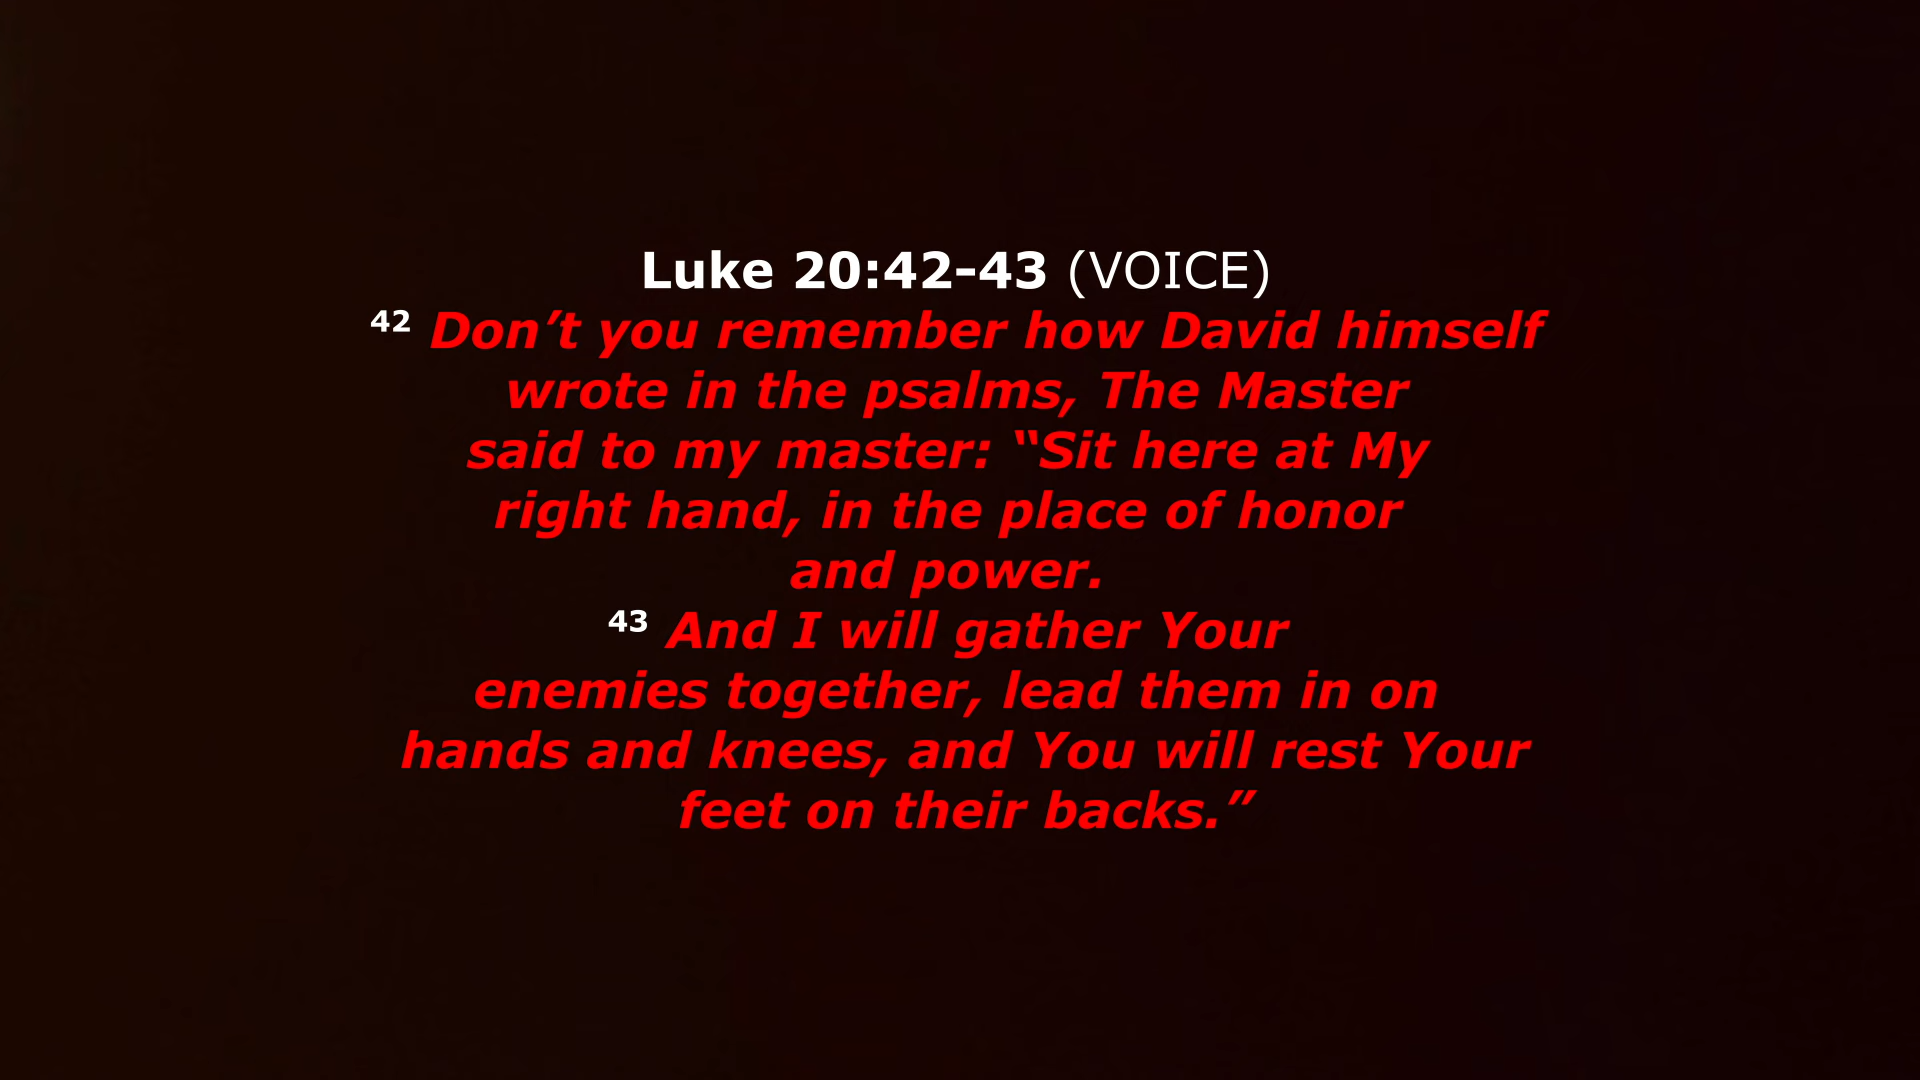 Luke 20:42-43 (VOICE)
42 Don’t you remember how David himself
wrote in the psalms, The Master
said to my master: “Sit here at My
right hand, in the place of honor
and power.
43 And I will gather Your
enemies together, lead them in on
hands and knees, and You will rest Your
feet on their backs.”